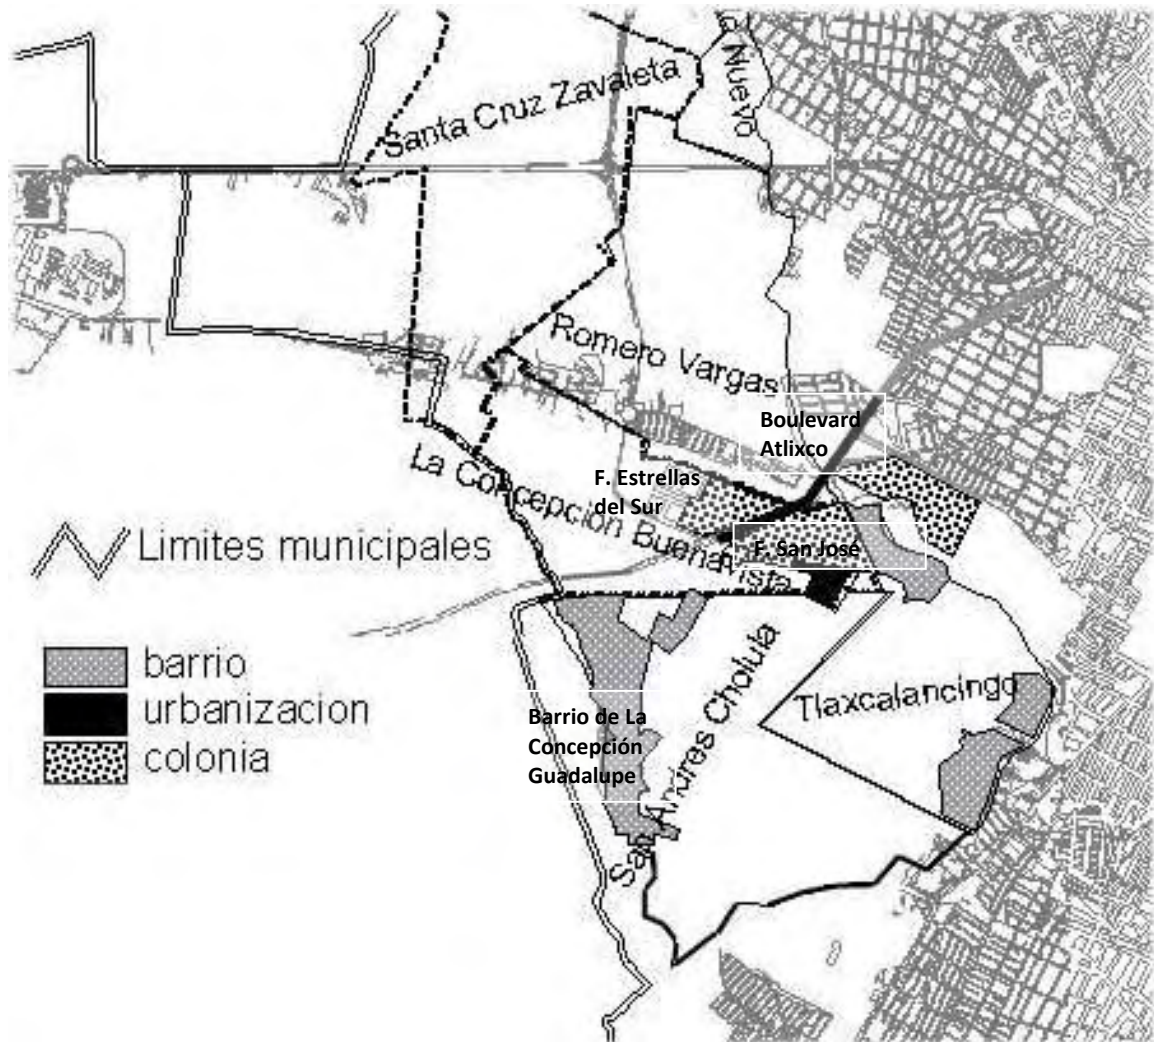 Nuevo
Santa Cruz Zavaleta
Romero Vargas
Boulevard
Atlixco
F. Estrellas
del Sur
La Concepción Buenavista
F. San José
Limites municipales
barrio
urbanizacion
colonia
Tlaxcalancingo
San Andres Cholula
Barrio de La
Concepción
Guadalupe